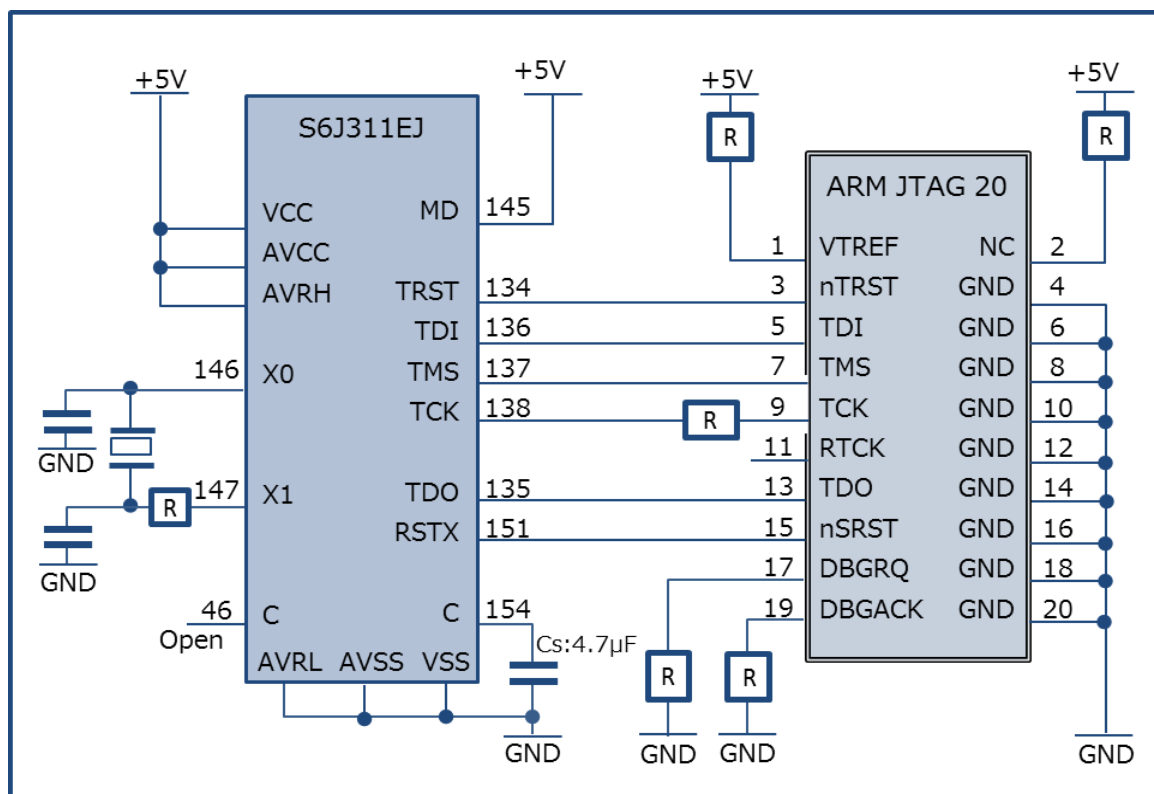 +5V +5V +5V +5V
S6J311EJ
R R
ARM JTAG 20
VCC MD 145
AVCC 1 VTREF NC 2
AVRH TRST 134 3 nTRST GND 4
TDI 136 5 TDI GND 6
146 X0 TMS 137 7 TMS GND 8
TCK 138 R 9 TCK GND 10
GND 11 RTCK GND 12
147 R X1 TDO 135 13 TDO GND 14
RSTX 151 15 nSRST GND 16
GND 17 DBGRQ GND 18
46 C C 154 19 DBGACK GND 20
Open Cs:4.7µF
AVRL AVSS VSS R R
GND GND GND GND